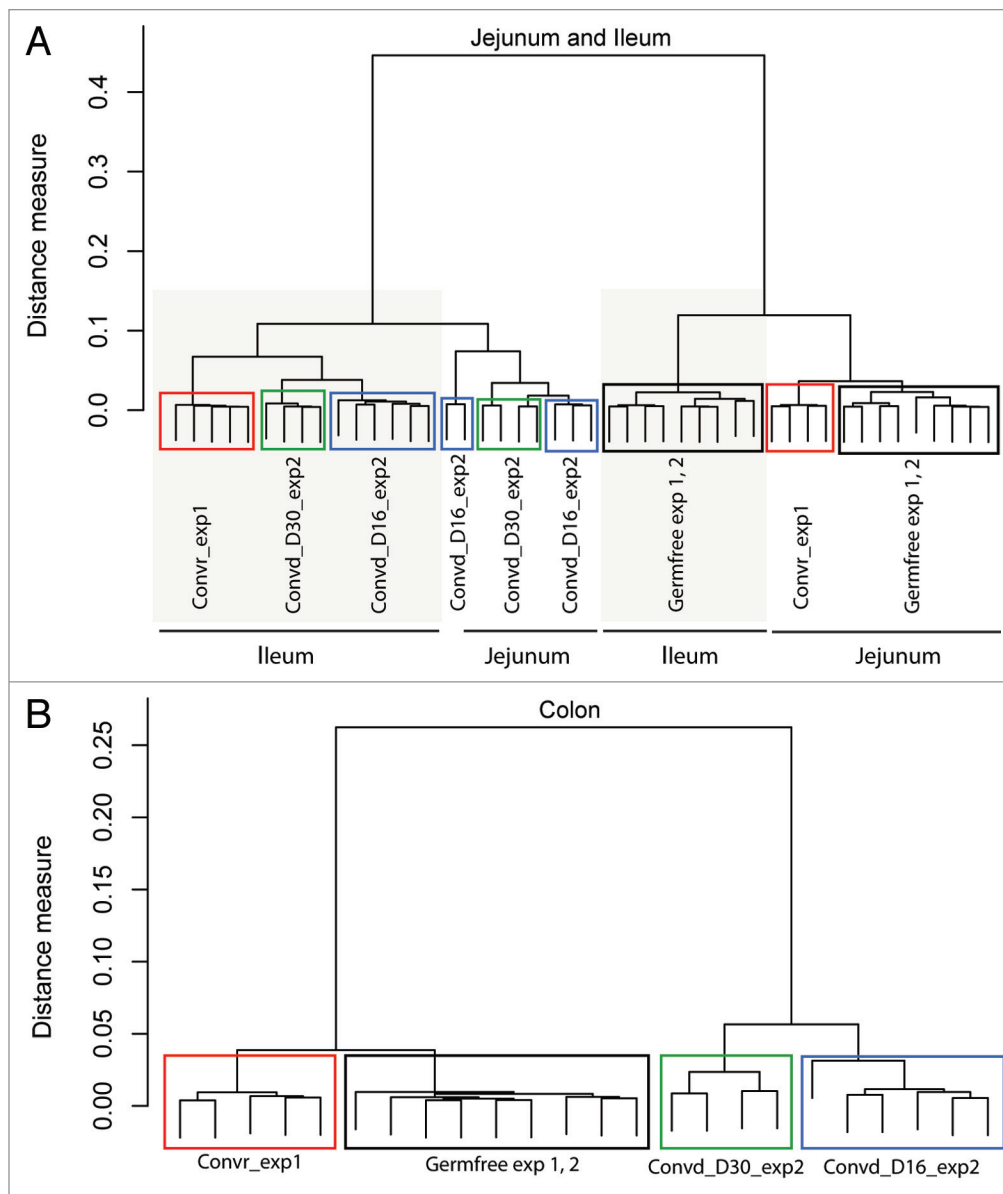 A
Jejunum and Ileum
Distance measure
0.4
0.3
0.2
0.1
0.0
Convr_exp1
Convd_D30_exp2
Convd_D16_exp2
Convd_D16_exp2
Convd_D30_exp2
Convd_D16_exp2
Germfree exp 1, 2
Convr_exp1
Germfree exp 1, 2
Ileum
Jejunum
Ileum
Jejunum
B
Colon
Distance measure
0.25
0.20
0.15
0.10
0.05
0.00
Convr_exp1
Germfree exp 1, 2
Convd_D30_exp2
Convd_D16_exp2